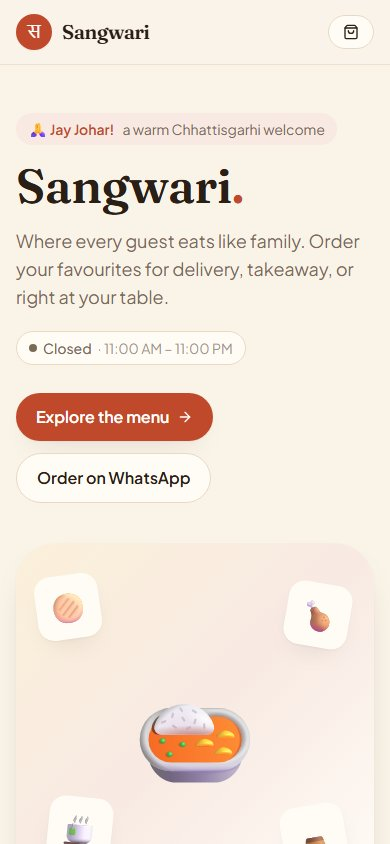 स Sangwari
🙏 Jay Johar! a warm Chhattisgarhi welcome
Sangwari.
Where every guest eats like family. Order
your favourites for delivery, takeaway, or
right at your table.
Closed · 11:00 AM – 11:00 PM
Explore the menu →
Order on WhatsApp